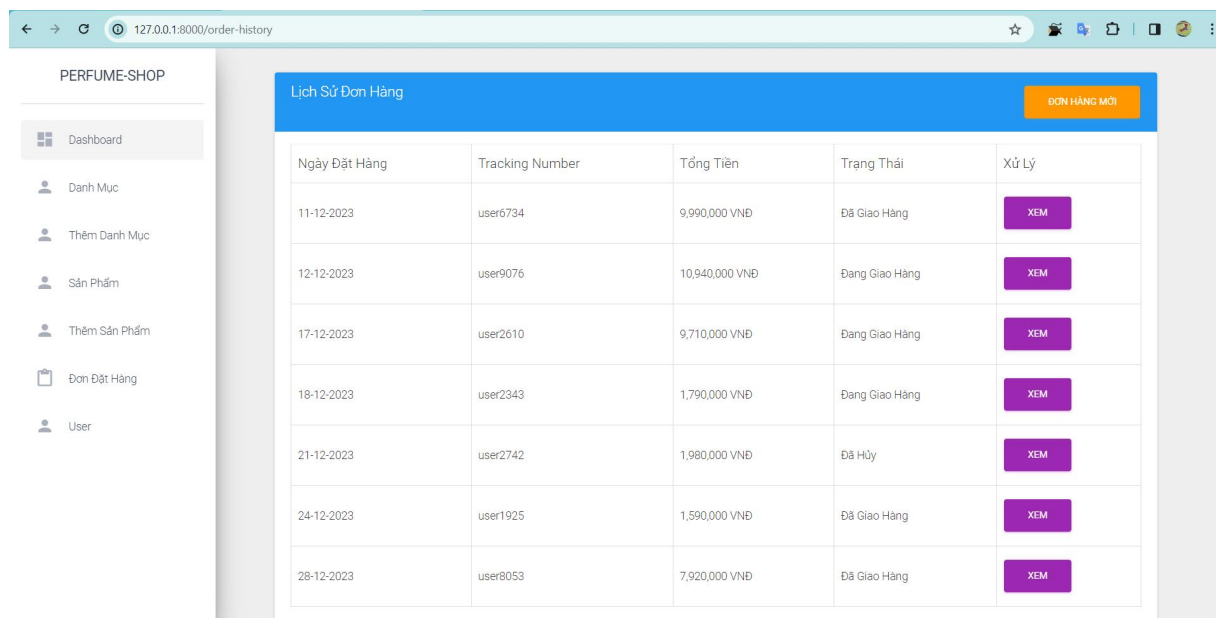 127.0.0.1:8000/order-history
PERFUME-SHOP
Dashboard
Danh Mục
Thêm Danh Mục
Sản Phẩm
Thêm Sản Phẩm
Đơn Đặt Hàng
User
Lịch Sử Đơn Hàng
ĐƠN HÀNG MỚI
Ngày Đặt Hàng Tracking Number Tổng Tiền Trạng Thái Xử Lý
11-12-2023 user6734 9,990,000 VNĐ Đã Giao Hàng XEM
12-12-2023 user9076 10,940,000 VNĐ Đang Giao Hàng XEM
17-12-2023 user2610 9,710,000 VNĐ Đang Giao Hàng XEM
18-12-2023 user2343 1,790,000 VNĐ Đang Giao Hàng XEM
21-12-2023 user2742 1,980,000 VNĐ Đã Hủy XEM
24-12-2023 user1925 1,590,000 VNĐ Đã Giao Hàng XEM
28-12-2023 user8053 7,920,000 VNĐ Đã Giao Hàng XEM